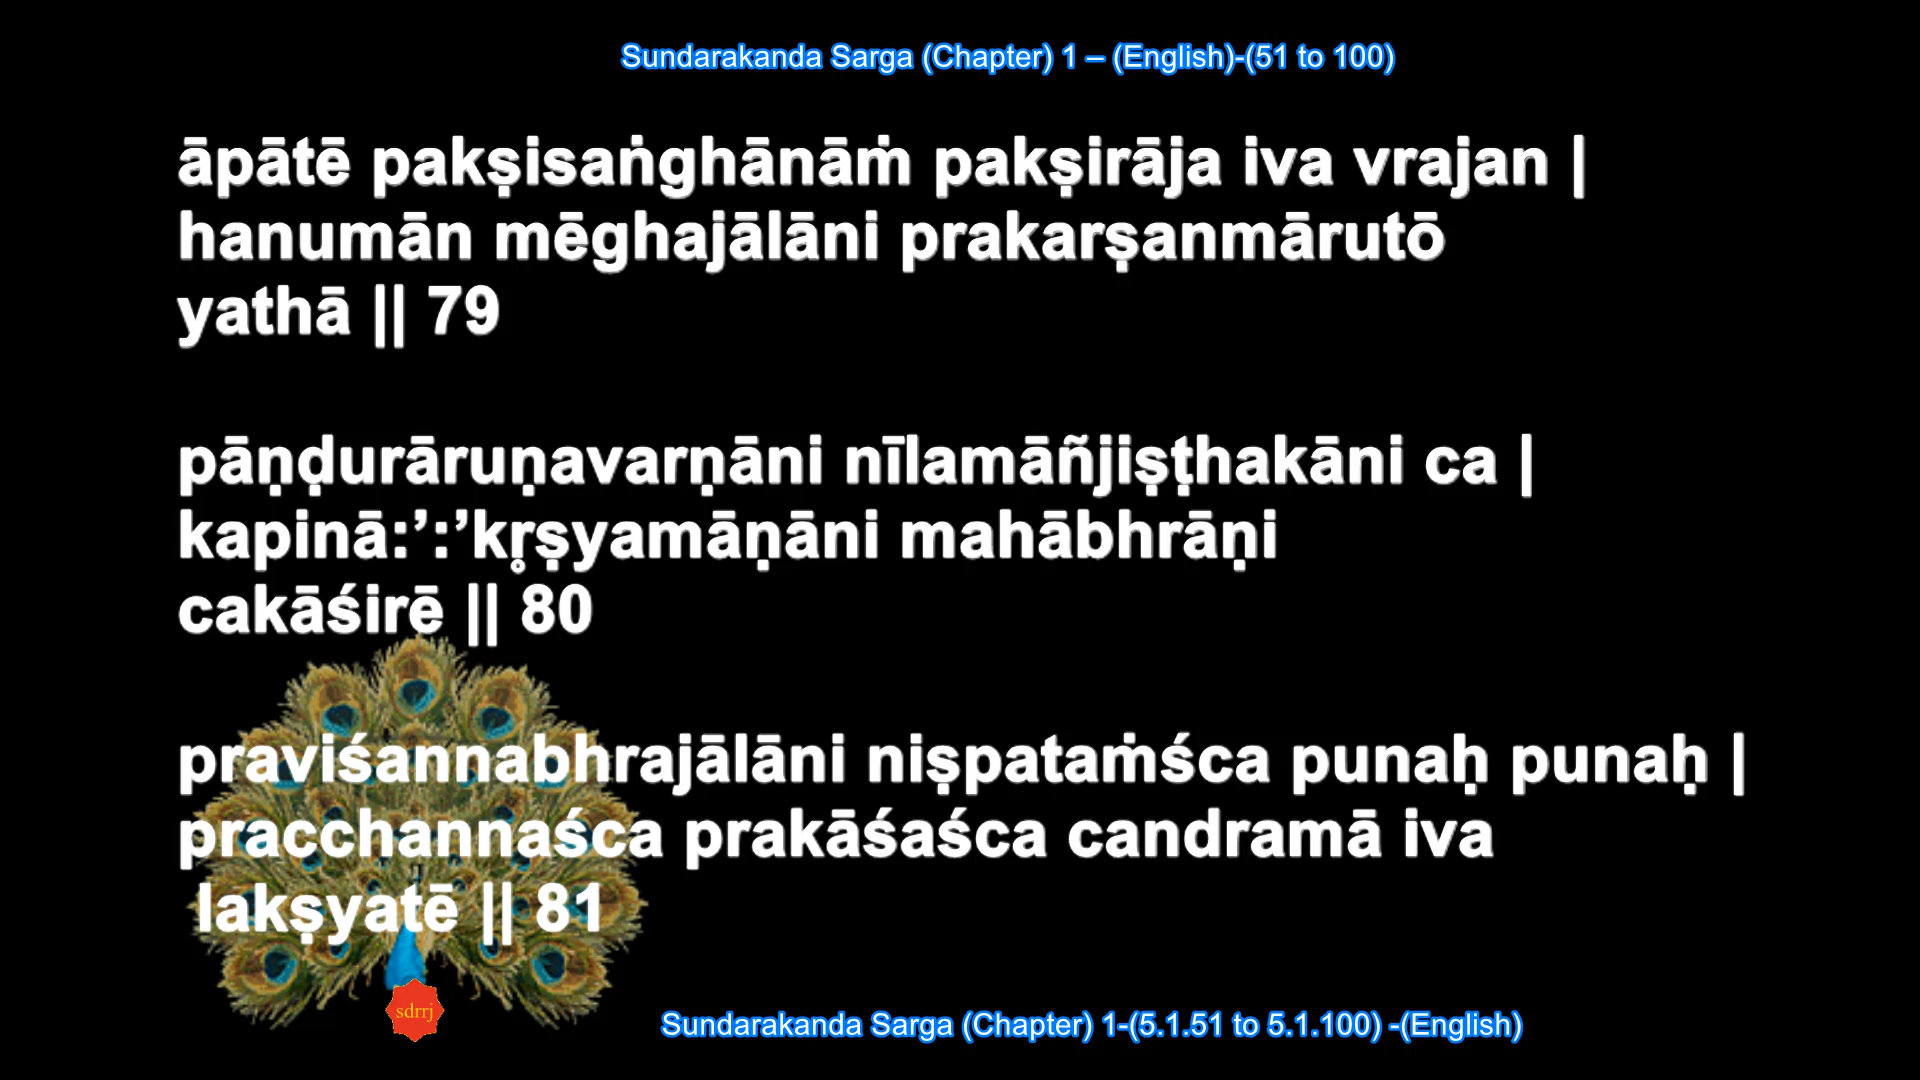 Sundarakanda Sarga (Chapter) 1 – (English)-(51 to 100)
āpātē pakṣisaṅghānāṁ pakṣirāja iva vrajan |
hanumān mēghajālāni prakarṣanmārutō
yathā || 79
pāṇḍurāruṇavarṇāni nīlamāñjiṣṭhakāni ca |
kapinā:’:’kr̥ṣyamāṇāni mahābhrāṇi
cakāśirē || 80
praviśannabhrajālāni niṣpataṁśca punaḥ punaḥ |
pracchannaśca prakāśaśca candramā iva
lakṣyatē || 81
sdrrj
Sundarakanda Sarga (Chapter) 1-(5.1.51 to 5.1.100) -(English)